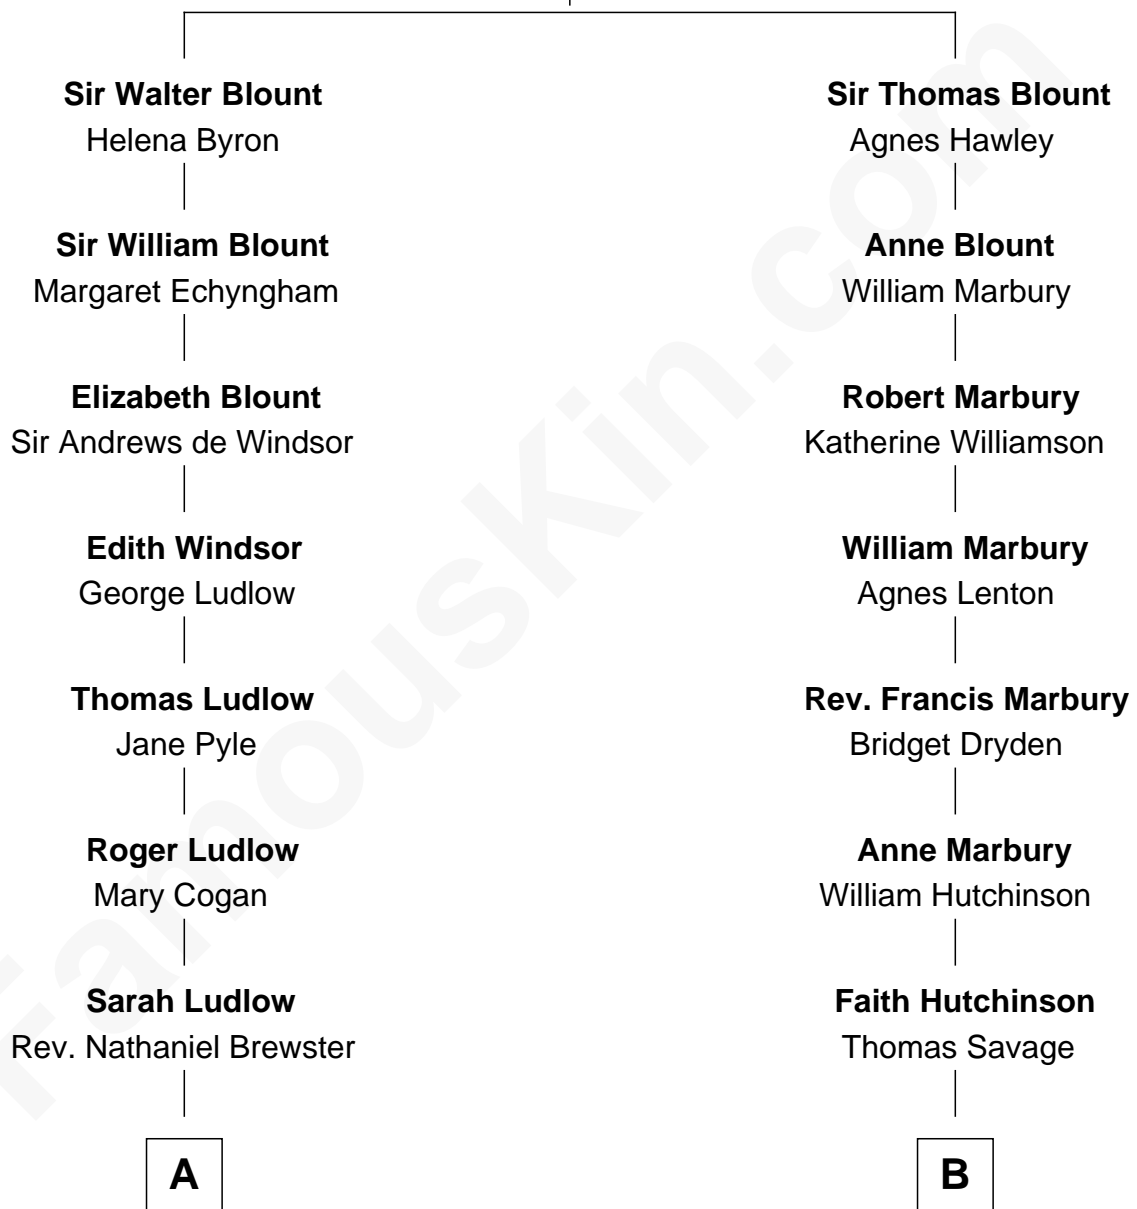 Sir Walter Blount
Helena Byron
Sir William Blount
Margaret Echyngham
Elizabeth Blount
Sir Andrews de Windsor
Edith Windsor
George Ludlow
Thomas Ludlow
Jane Pyle
Roger Ludlow
Mary Cogan
Sarah Ludlow
Rev. Nathaniel Brewster
A
Sir Thomas Blount
Agnes Hawley
Anne Blount
William Marbury
Robert Marbury
Katherine Williamson
William Marbury
Agnes Lenton
Rev. Francis Marbury
Bridget Dryden
Anne Marbury
William Hutchinson
Faith Hutchinson
Thomas Savage
B
FamousKin.com